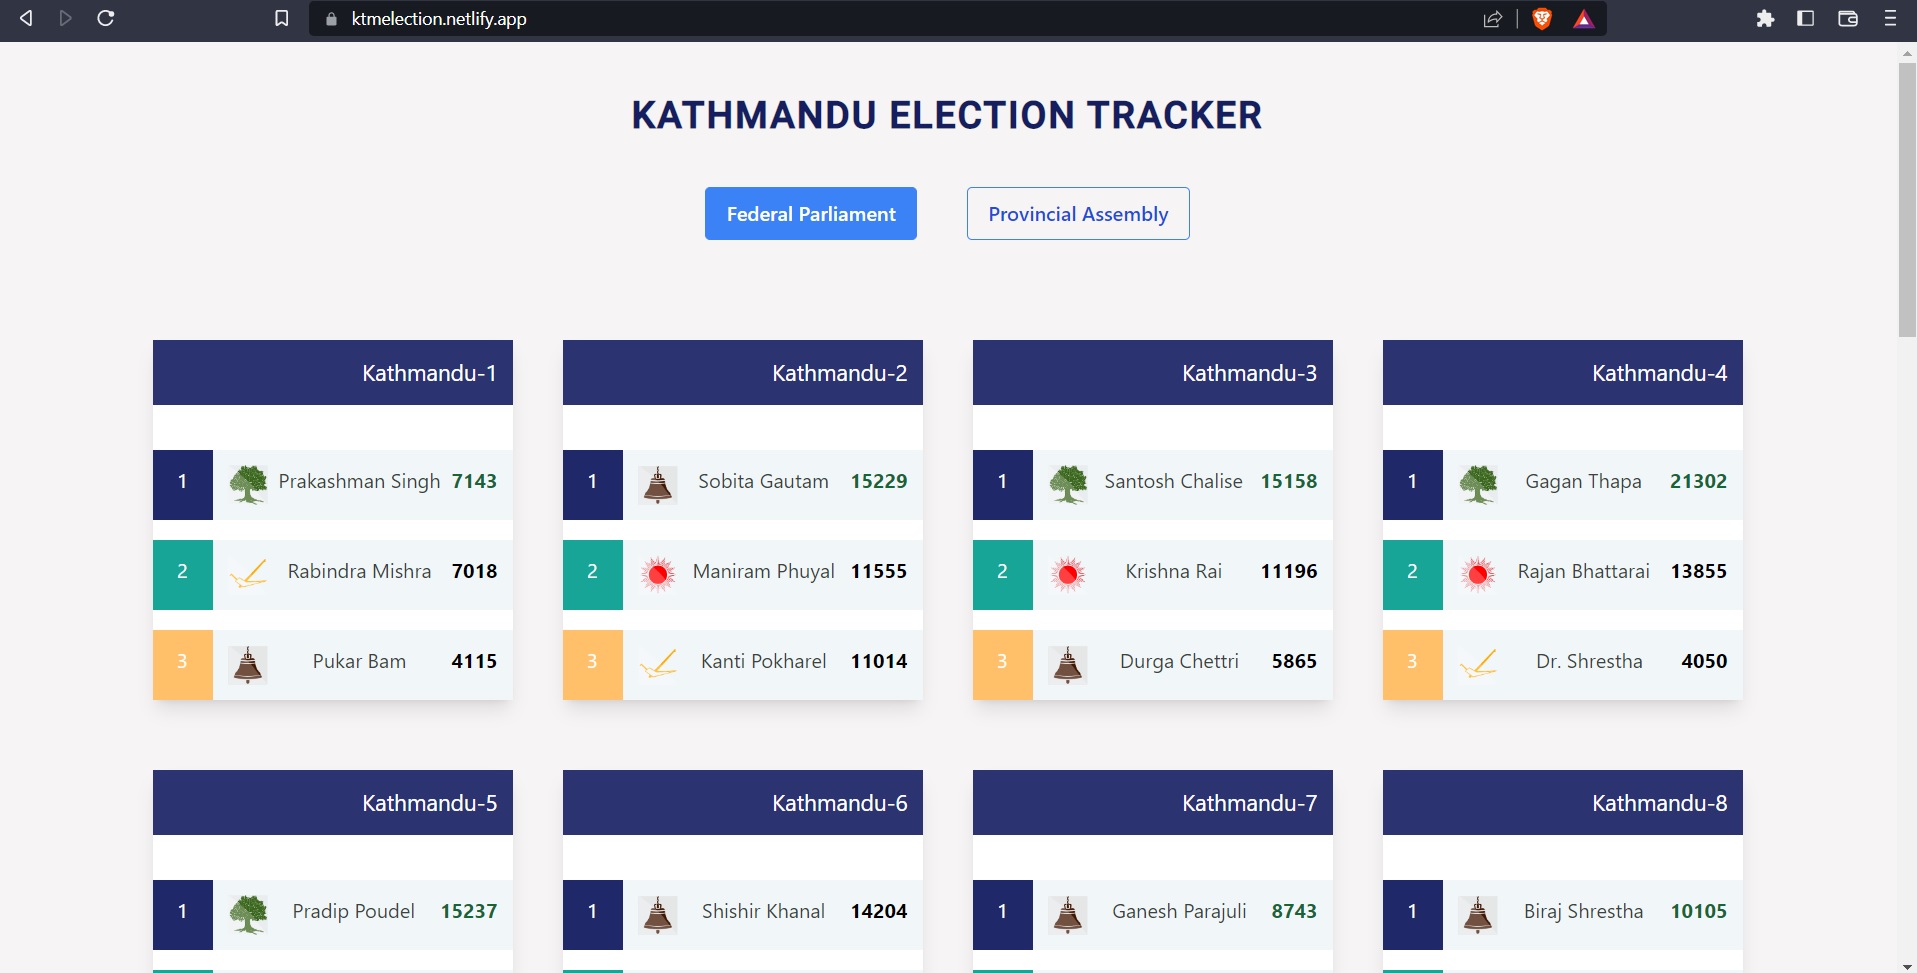 ktmelection.netlify.app
KATHMANDU ELECTION TRACKER
Federal Parliament
Provincial Assembly
Kathmandu-1
1 Prakashman Singh 7143
2 Rabindra Mishra 7018
3 Pukar Bam 4115
Kathmandu-2
1 Sobita Gautam 15229
2 Maniram Phuyal 11555
3 Kanti Pokharel 11014
Kathmandu-3
1 Santosh Chalise 15158
2 Krishna Rai 11196
3 Durga Chettri 5865
Kathmandu-4
1 Gagan Thapa 21302
2 Rajan Bhattarai 13855
3 Dr. Shrestha 4050
Kathmandu-5
1 Pradip Poudel 15237
Kathmandu-6
1 Shishir Khanal 14204
Kathmandu-7
1 Ganesh Parajuli 8743
Kathmandu-8
1 Biraj Shrestha 10105